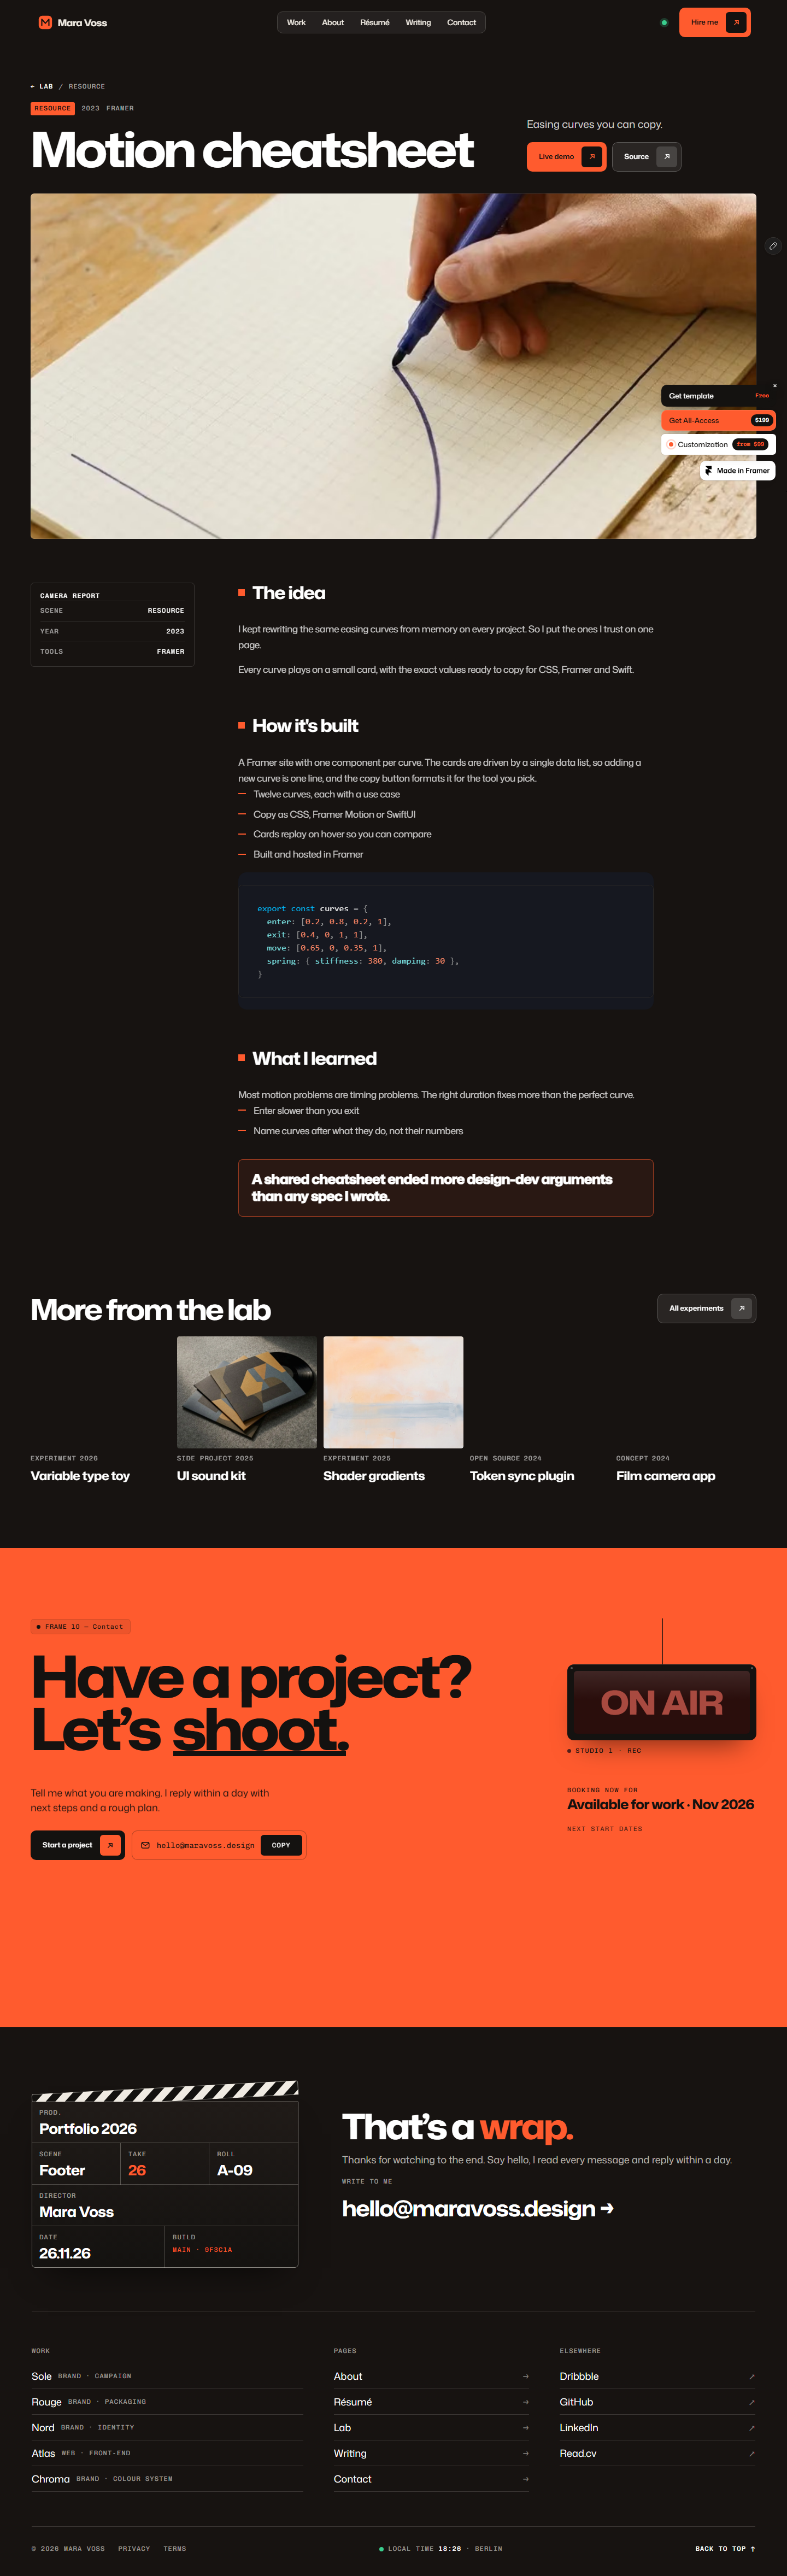 Mara Voss
Work About Résumé Writing Contact
Hire me
← LAB / RESOURCE
RESOURCE 2023 FRAMER
Motion cheatsheet
Easing curves you can copy.
Live demo
Source
Get template Free
Get All-Access $199
Customization from $99
Made in Framer
CAMERA REPORT
SCENE RESOURCE
YEAR 2023
TOOLS FRAMER
The idea
I kept rewriting the same easing curves from memory on every project. So I put the ones I trust on one
page.
Every curve plays on a small card, with the exact values ready to copy for CSS, Framer and Swift.
How it's built
A Framer site with one component per curve. The cards are driven by a single data list, so adding a
new curve is one line, and the copy button formats it for the tool you pick.
Twelve curves, each with a use case
Copy as CSS, Framer Motion or SwiftUI
Cards replay on hover so you can compare
Built and hosted in Framer
export const curves = {
enter: [0.2, 0.8, 0.2, 1],
exit: [0.4, 0, 1, 1],
move: [0.65, 0, 0.35, 1],
spring: { stiffness: 380, damping: 30 },
}
What I learned
Most motion problems are timing problems. The right duration fixes more than the perfect curve.
Enter slower than you exit
Name curves after what they do, not their numbers
A shared cheatsheet ended more design-dev arguments
than any spec I wrote.
More from the lab
All experiments
EXPERIMENT 2026
Variable type toy
SIDE PROJECT 2025
UI sound kit
EXPERIMENT 2025
Shader gradients
OPEN SOURCE 2024
Token sync plugin
CONCEPT 2024
Film camera app
FRAME 10 — Contact
Have a project?
Let's shoot.
Tell me what you are making. I reply within a day with
next steps and a rough plan.
Start a project
hello@maravoss.design COPY
ON AIR
STUDIO 1 · REC
BOOKING NOW FOR
Available for work · Nov 2026
NEXT START DATES
PROD.
Portfolio 2026
SCENE
Footer
TAKE
26
ROLL
A-09
DIRECTOR
Mara Voss
DATE
26.11.26
BUILD
MAIN · 9F3C1A
That's a wrap.
Thanks for watching to the end. Say hello, I read every message and reply within a day.
WRITE TO ME
hello@maravoss.design →
WORK
Sole BRAND · CAMPAIGN
Rouge BRAND · PACKAGING
Nord BRAND · IDENTITY
Atlas WEB · FRONT-END
Chroma BRAND · COLOUR SYSTEM
PAGES
About →
Résumé →
Lab →
Writing →
Contact →
ELSEWHERE
Dribbble ↗
GitHub ↗
LinkedIn ↗
Read.cv ↗
© 2026 MARA VOSS PRIVACY TERMS
LOCAL TIME 18:26 · BERLIN
BACK TO TOP ↑